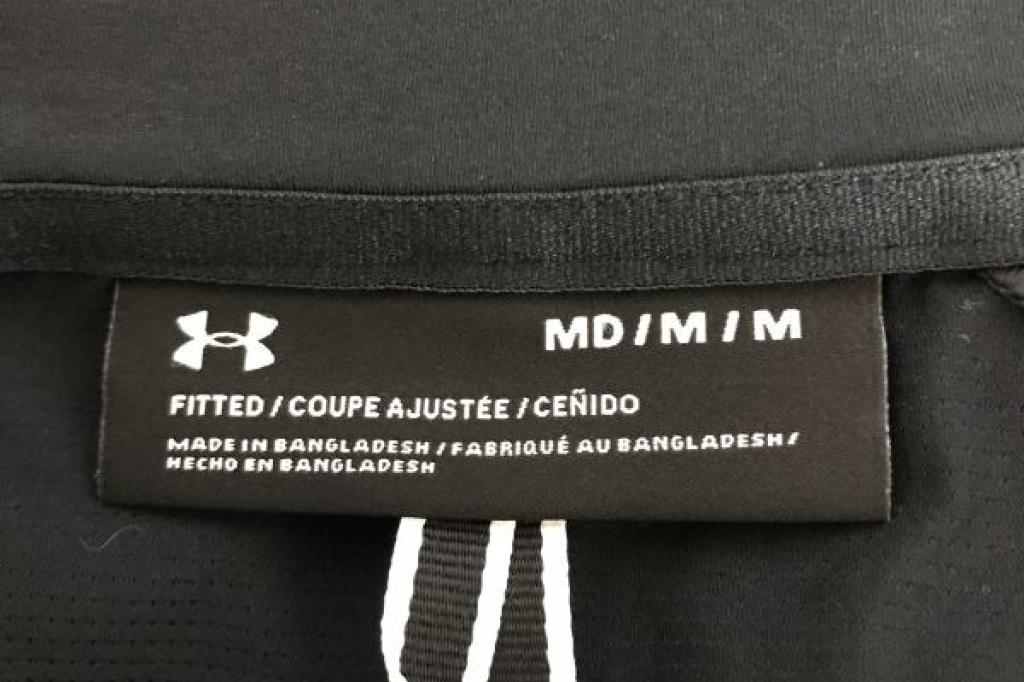 MD / M / M
FITTED / COUPE AJUSTÉE / CEÑIDO
MADE IN BANGLADESH / FABRIQUÉ AU BANGLADESH /
HECHO EN BANGLADESH